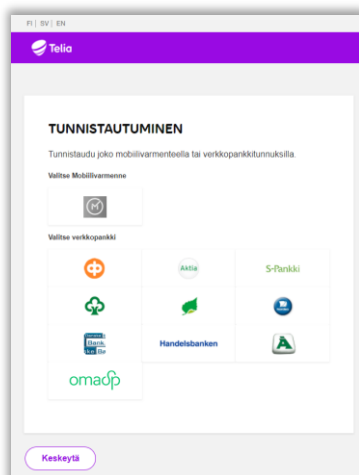 FI | SV | EN
Telia
TUNNISTAUTUMINEN
Tunnistaudu joko mobiilivarmenteella tai verkkopankkitunnuksilla.
Valitse Mobiilivarmenne
Valitse verkkopankki
Aktia
S-Pankki
Handelsbanken
A
omasp
Keskeytä